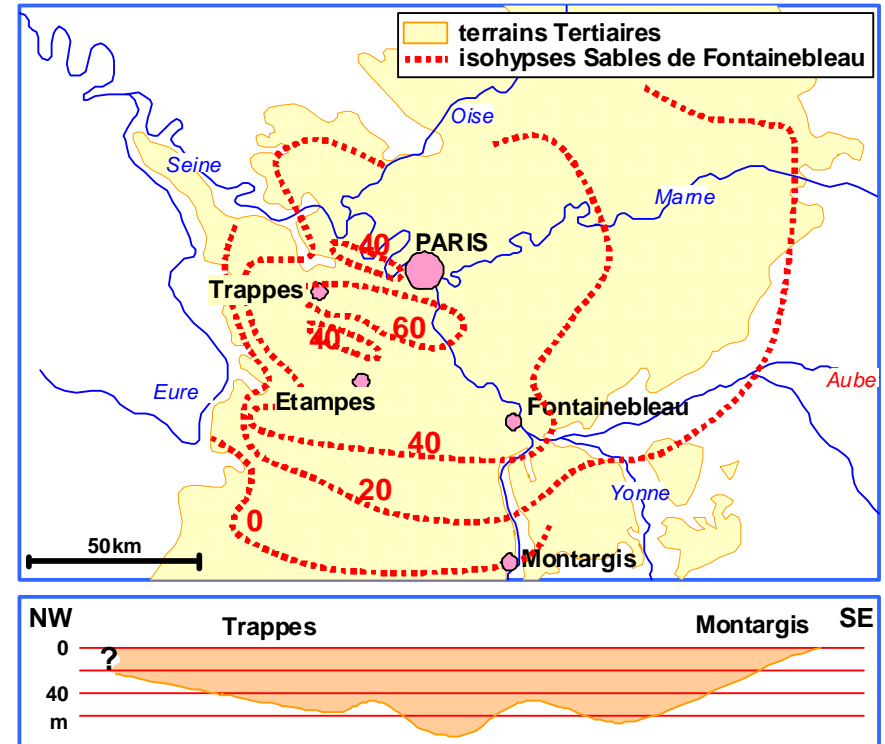 terrains Tertiaires
isohypses Sables de Fontainebleau
Oise
Seine
Marne
40
PARIS
Trappes
60
40
Eure
Etampes
Aube
Fontainebleau
40
20
Yonne
0
50km
Montargis
NW
Trappes
Montargis
SE
0
?
40
m